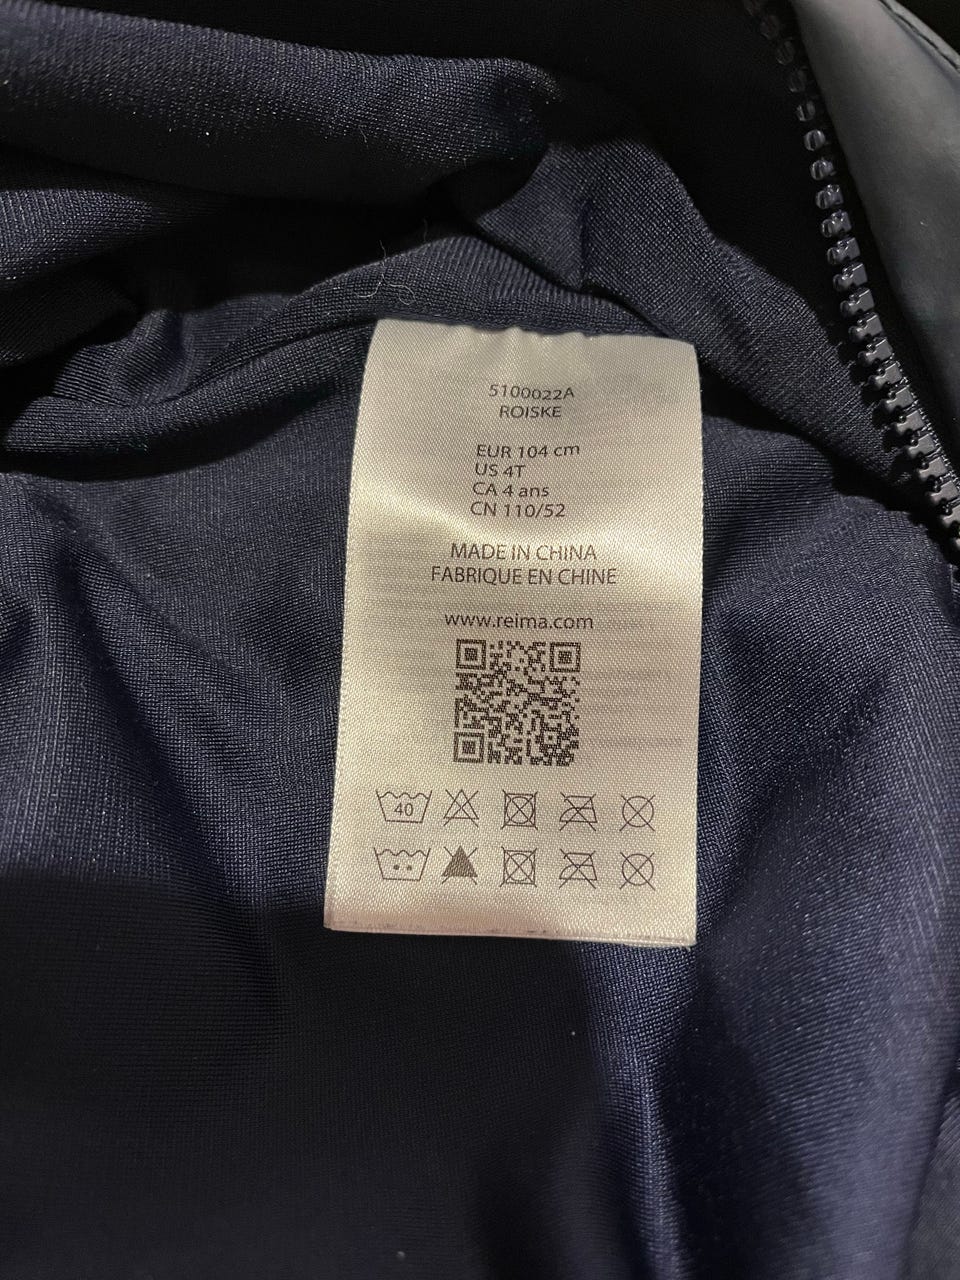 5100022A
ROISKE
EUR 104 cm
US 4T
CA 4 ans
CN 110/52
MADE IN CHINA
FABRIQUE EN CHINE
www.reima.com
40